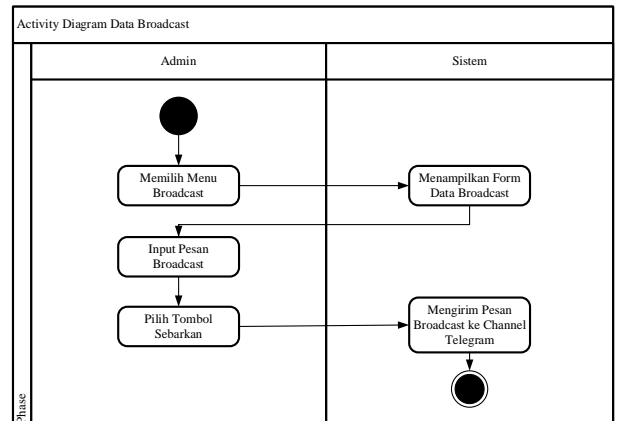 Activity Diagram Data Broadcast
Admin
Sistem
Memilih Menu
Broadcast
Menampilkan Form
Data Broadcast
Input Pesan
Broadcast
Pilih Tombol
Sebarkan
Mengirim Pesan
Broadcast ke Channel
Telegram
Phase